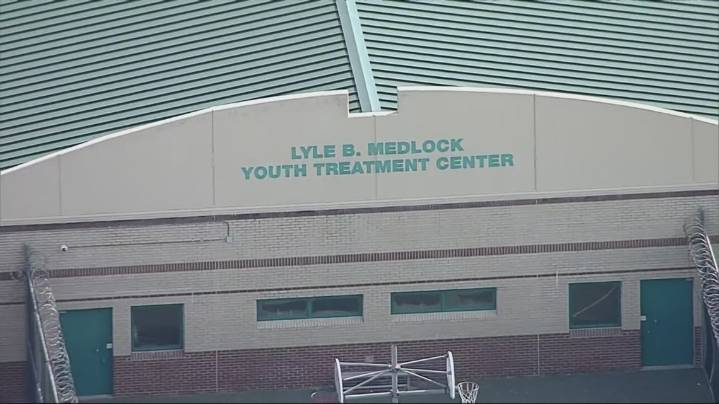 LYLE B. MEDLOCK
YOUTH TREATMENT CENTER